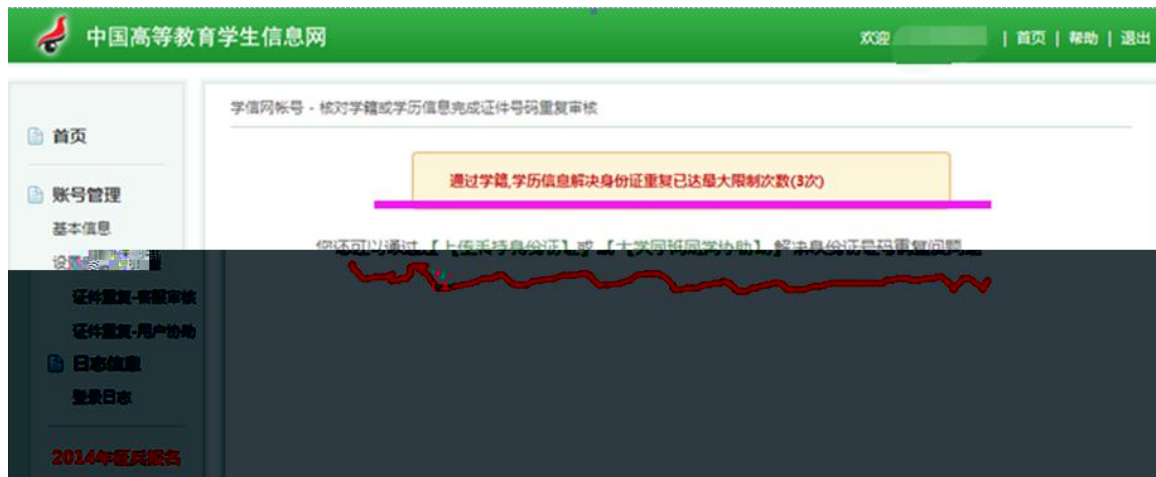 中国高等教育学生信息网
欢迎 | 首页 | 帮助 | 退出
首页
账号管理
基本信息
证件重复-客服审核
证件重复-用户协助
日志信息
登录日志
2014年征兵报名
学信网帐号 - 核对学籍或学历信息完成证件号码重复审核
通过学籍,学历信息解决身份证重复已达最大限制次数(3次)
您还可以通过【上传手持身份证】或【大学同班同学协助】解决身份证号码重复问题